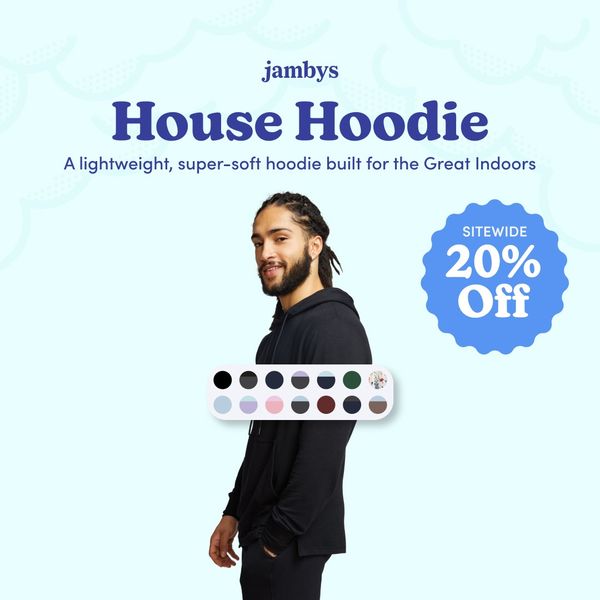 jambys
House Hoodie
A lightweight, super-soft hoodie built for the Great Indoors
SITEWIDE
20%
Off